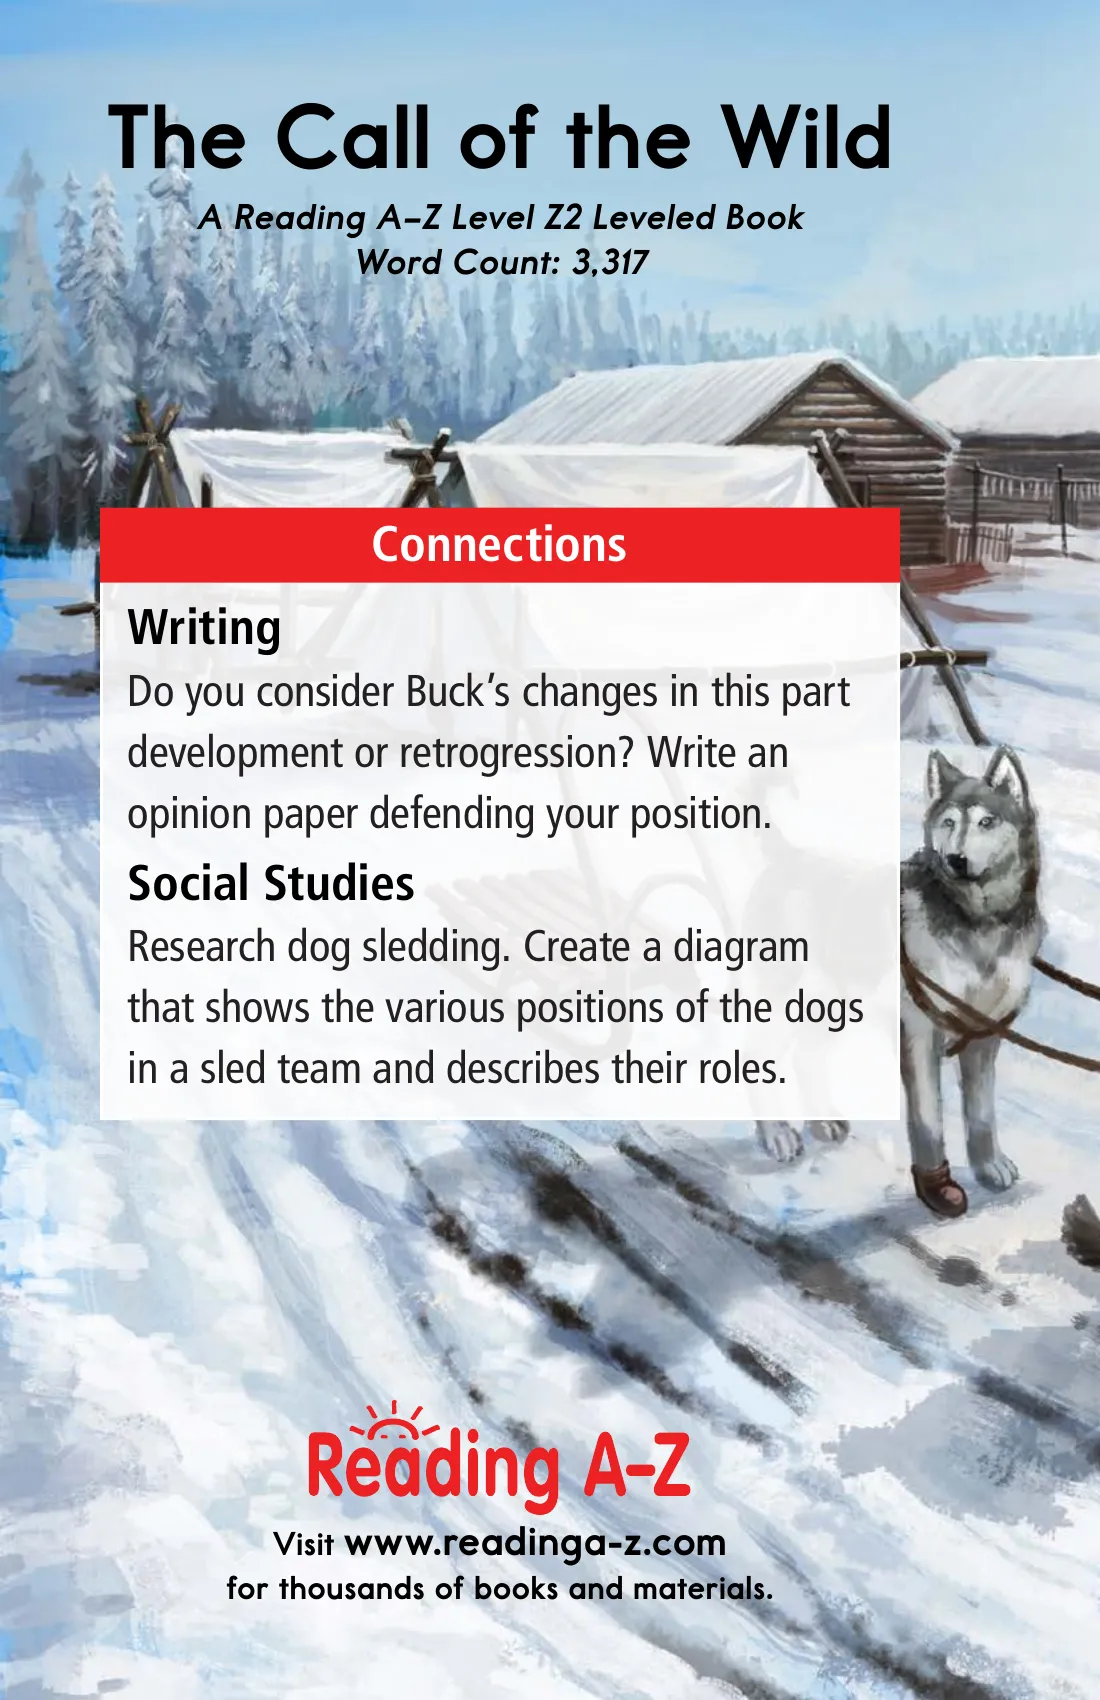 The Call of the Wild
A Reading A–Z Level Z2 Leveled Book
Word Count: 3,317
Connections
Writing
Do you consider Buck’s changes in this part
development or retrogression? Write an
opinion paper defending your position.
Social Studies
Research dog sledding. Create a diagram
that shows the various positions of the dogs
in a sled team and describes their roles.
Reading A–Z
Visit www.readinga-z.com
for thousands of books and materials.